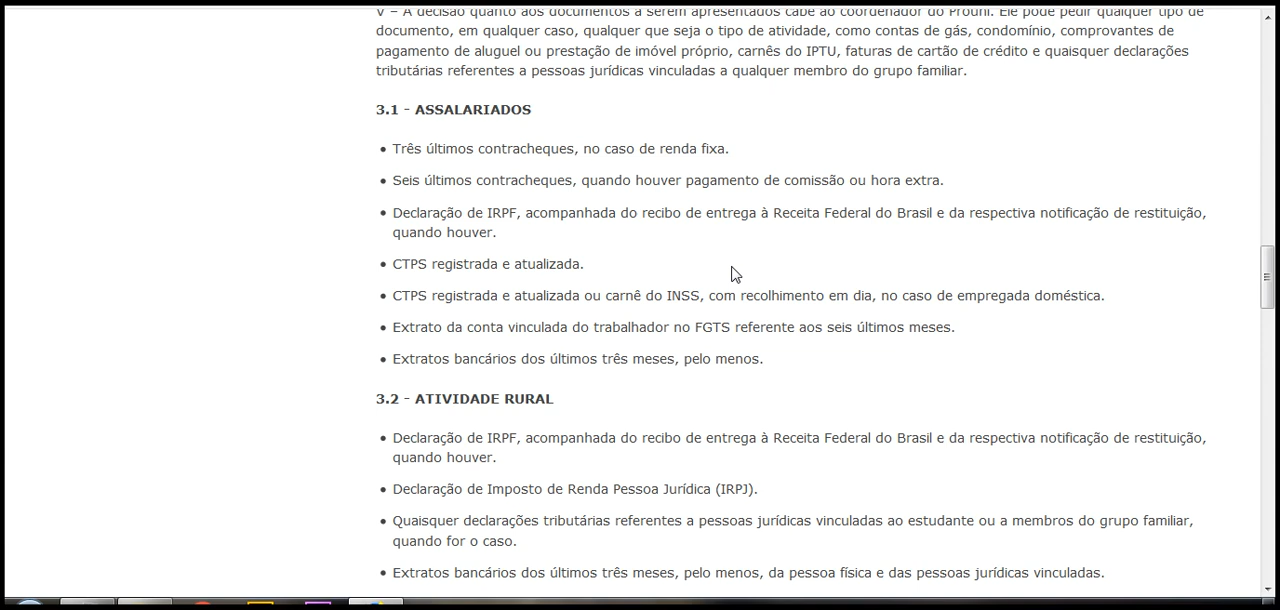 V – A decisão quanto aos documentos a serem apresentados cabe ao coordenador do Prouni. Ele pode pedir qualquer tipo de
documento, em qualquer caso, qualquer que seja o tipo de atividade, como contas de gás, condomínio, comprovantes de
pagamento de aluguel ou prestação de imóvel próprio, carnês do IPTU, faturas de cartão de crédito e quaisquer declarações
tributárias referentes a pessoas jurídicas vinculadas a qualquer membro do grupo familiar.
3.1 - ASSALARIADOS
• Três últimos contracheques, no caso de renda fixa.
• Seis últimos contracheques, quando houver pagamento de comissão ou hora extra.
• Declaração de IRPF, acompanhada do recibo de entrega à Receita Federal do Brasil e da respectiva notificação de restituição,
quando houver.
• CTPS registrada e atualizada.
• CTPS registrada e atualizada ou carnê do INSS, com recolhimento em dia, no caso de empregada doméstica.
• Extrato da conta vinculada do trabalhador no FGTS referente aos seis últimos meses.
• Extratos bancários dos últimos três meses, pelo menos.
3.2 - ATIVIDADE RURAL
• Declaração de IRPF, acompanhada do recibo de entrega à Receita Federal do Brasil e da respectiva notificação de restituição,
quando houver.
• Declaração de Imposto de Renda Pessoa Jurídica (IRPJ).
• Quaisquer declarações tributárias referentes a pessoas jurídicas vinculadas ao estudante ou a membros do grupo familiar,
quando for o caso.
• Extratos bancários dos últimos três meses, pelo menos, da pessoa física e das pessoas jurídicas vinculadas.